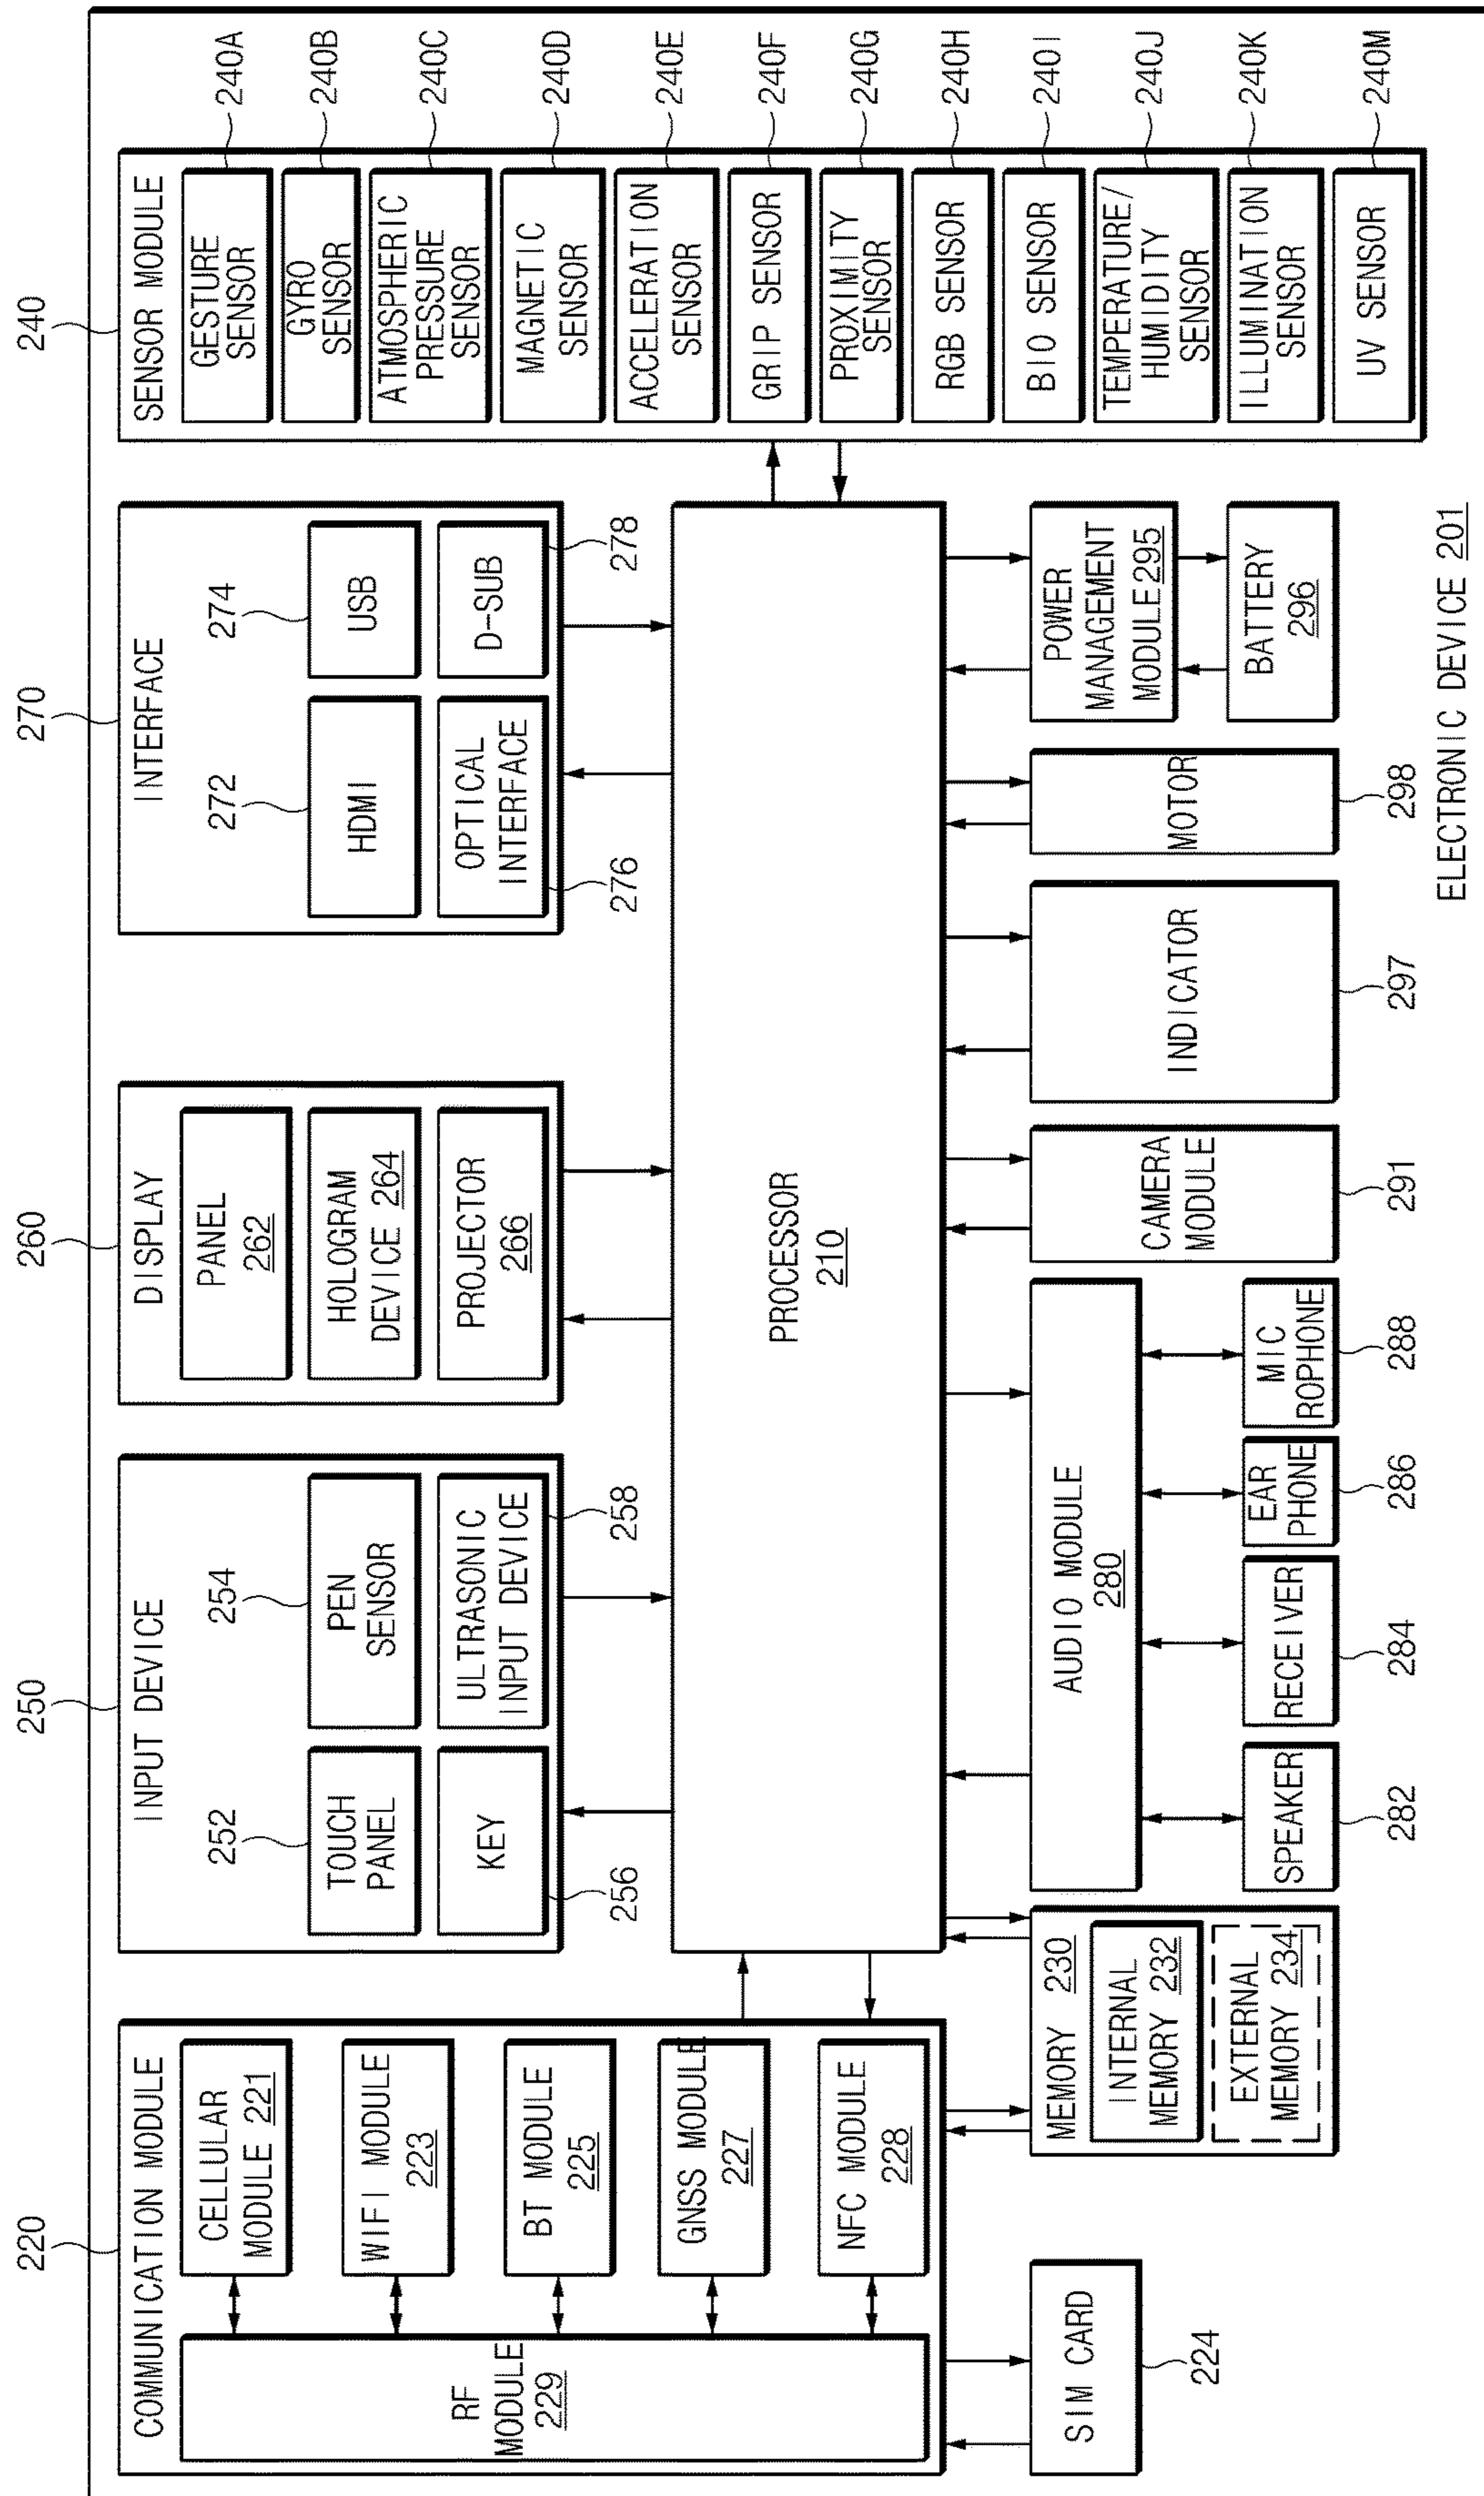 220
COMMUNICATION MODULE
CELLULAR
MODULE 221
WIFI MODULE
223
BT MODULE
225
GNSS MODULE
227
NFC MODULE
228
RF
MODULE
229
SIM CARD
224
250
INPUT DEVICE
252
TOUCH
PANEL
254
PEN
SENSOR
KEY
256
ULTRASONIC
INPUT DEVICE
258
260
DISPLAY
PANEL
262
HOLOGRAM
DEVICE 264
PROJECTOR
266
270
INTERFACE
272
HDMI
274
USB
OPTICAL
INTERFACE
276
D-SUB
278
240
SENSOR MODULE
GESTURE
SENSOR
240A
GYRO
SENSOR
240B
ATMOSPHERIC
PRESSURE
SENSOR
240C
MAGNETIC
SENSOR
240D
ACCELERATION
SENSOR
240E
GRIP SENSOR
240F
PROXIMITY
SENSOR
240G
RGB SENSOR
240H
BIO SENSOR
240I
TEMPERATURE/
HUMIDITY
SENSOR
240J
ILLUMINATION
SENSOR
240K
UV SENSOR
240M
PROCESSOR
210
MEMORY 230
INTERNAL
MEMORY 232
EXTERNAL
MEMORY 234
AUDIO MODULE
280
SPEAKER
282
RECEIVER
284
EAR
PHONE
286
MIC
ROPHONE
288
CAMERA
MODULE
291
INDICATOR
297
MOTOR
298
POWER
MANAGEMENT
MODULE 295
BATTERY
296
ELECTRONIC DEVICE 201